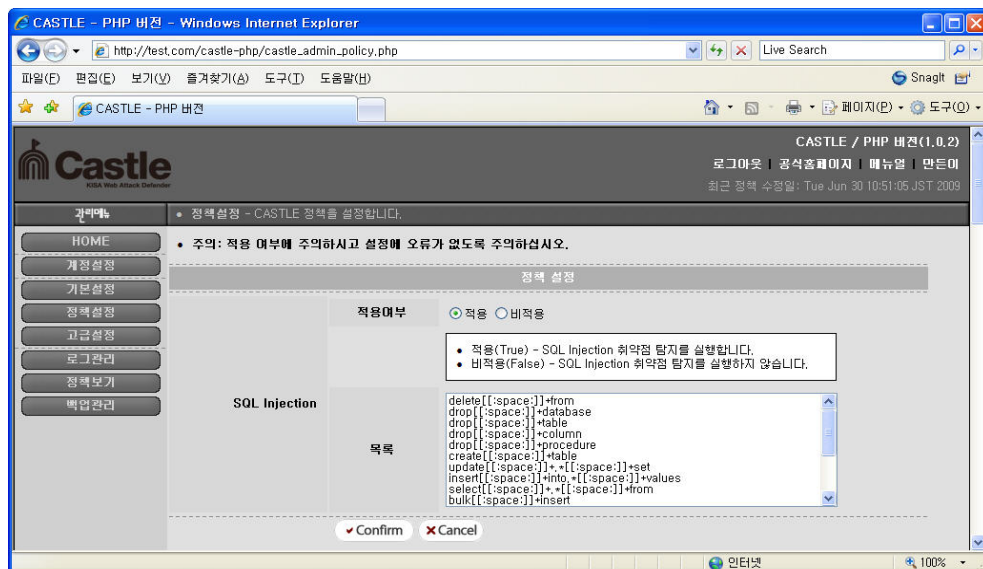 CASTLE - PHP 버전 - Windows Internet Explorer
http://test.com/castle-php/castle_admin_policy.php
Live Search
파일(F) 편집(E) 보기(V) 즐겨찾기(A) 도구(T) 도움말(H)
SnagIt
CASTLE - PHP 버전
페이지(P)
도구(O)
Castle
KISA Web Attack Defender
CASTLE / PHP 버전(1.0.2)
로그아웃 | 공식홈페이지 | 메뉴얼 | 만든이
최근 정책 수정일: Tue Jun 30 10:51:05 JST 2009
관리메뉴
• 정책설정 - CASTLE 정책을 설정합니다.
HOME
계정설정
기본설정
정책설정
고급설정
로그관리
정책보기
백업관리
• 주의: 적용 여부에 주의하시고 설정에 오류가 없도록 주의하십시오.
정책 설정
SQL Injection
적용여부
적용 비적용
• 적용(True) - SQL Injection 취약점 탐지를 실행합니다.
• 비적용(False) - SQL Injection 취약점 탐지를 실행하지 않습니다.
목록
delete[[:space:]]+from
drop[[:space:]]+database
drop[[:space:]]+table
drop[[:space:]]+column
drop[[:space:]]+procedure
create[[:space:]]+table
update[[:space:]]+.*[[:space:]]+set
insert[[:space:]]+into.*[[:space:]]+values
select[[:space:]]+.*[[:space:]]+from
bulk[[:space:]]+insert
Confirm
Cancel
인터넷
100%